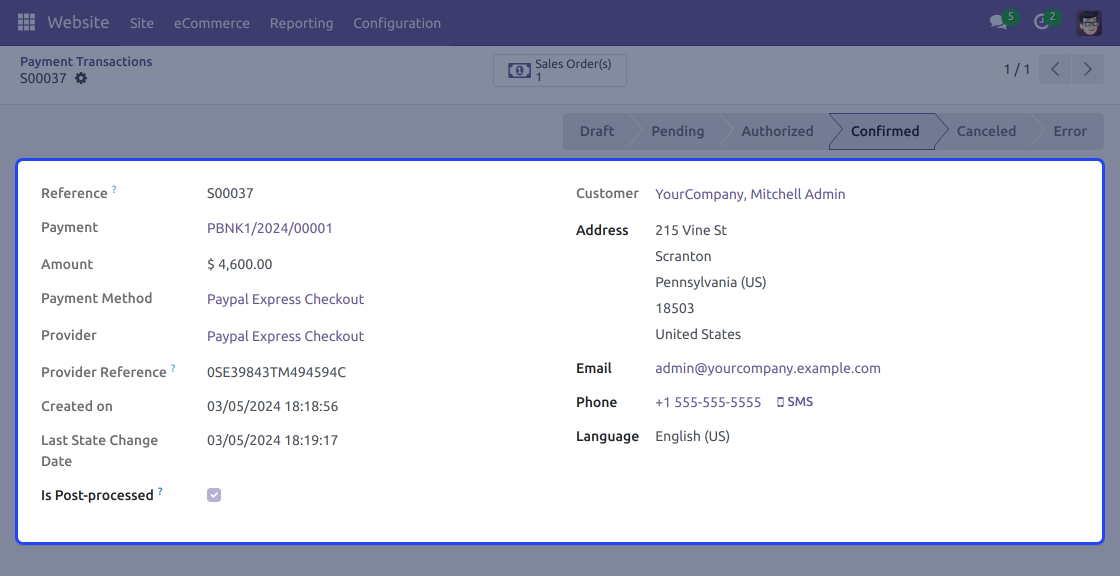 Website Site eCommerce Reporting Configuration 5 2
Payment Transactions
S00037
Sales Order(s)
1
1 / 1
Draft Pending Authorized Confirmed Canceled Error
Reference ? S00037
Payment PBNK1/2024/00001
Amount $ 4,600.00
Payment Method Paypal Express Checkout
Provider Paypal Express Checkout
Provider Reference ? 0SE39843TM494594C
Created on 03/05/2024 18:18:56
Last State Change 03/05/2024 18:19:17
Date
Is Post-processed ?
Customer YourCompany, Mitchell Admin
Address 215 Vine St
Scranton
Pennsylvania (US)
18503
United States
Email admin@yourcompany.example.com
Phone +1 555-555-5555 SMS
Language English (US)